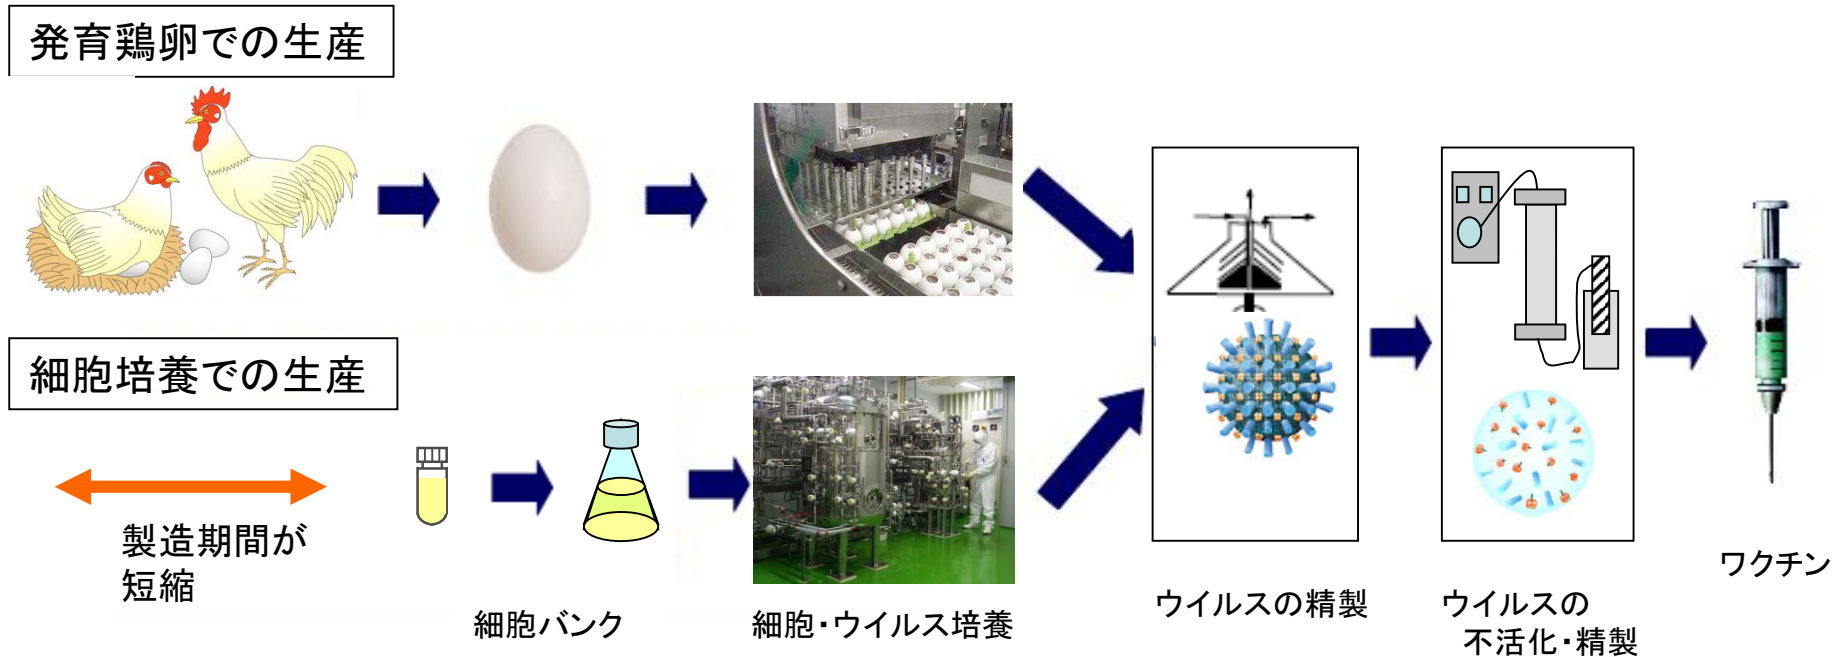 発育鶏卵での生産
細胞培養での生産
製造期間が
短縮
細胞バンク
細胞・ウイルス培養
ウイルスの精製
ウイルスの
不活化・精製
ワクチン